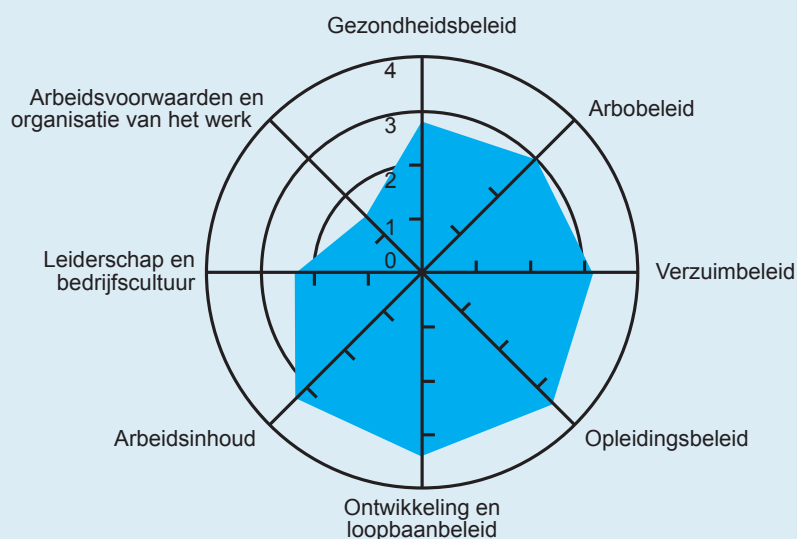 Gezondheidsbeleid
4
Arbeidsvoorwaarden en
organisatie van het werk
Arbobeleid
3
2
1
0
Leiderschap en
bedrijfscultuur
Verzuimbeleid
Arbeidsinhoud
Opleidingsbeleid
Ontwikkeling en
loopbaanbeleid